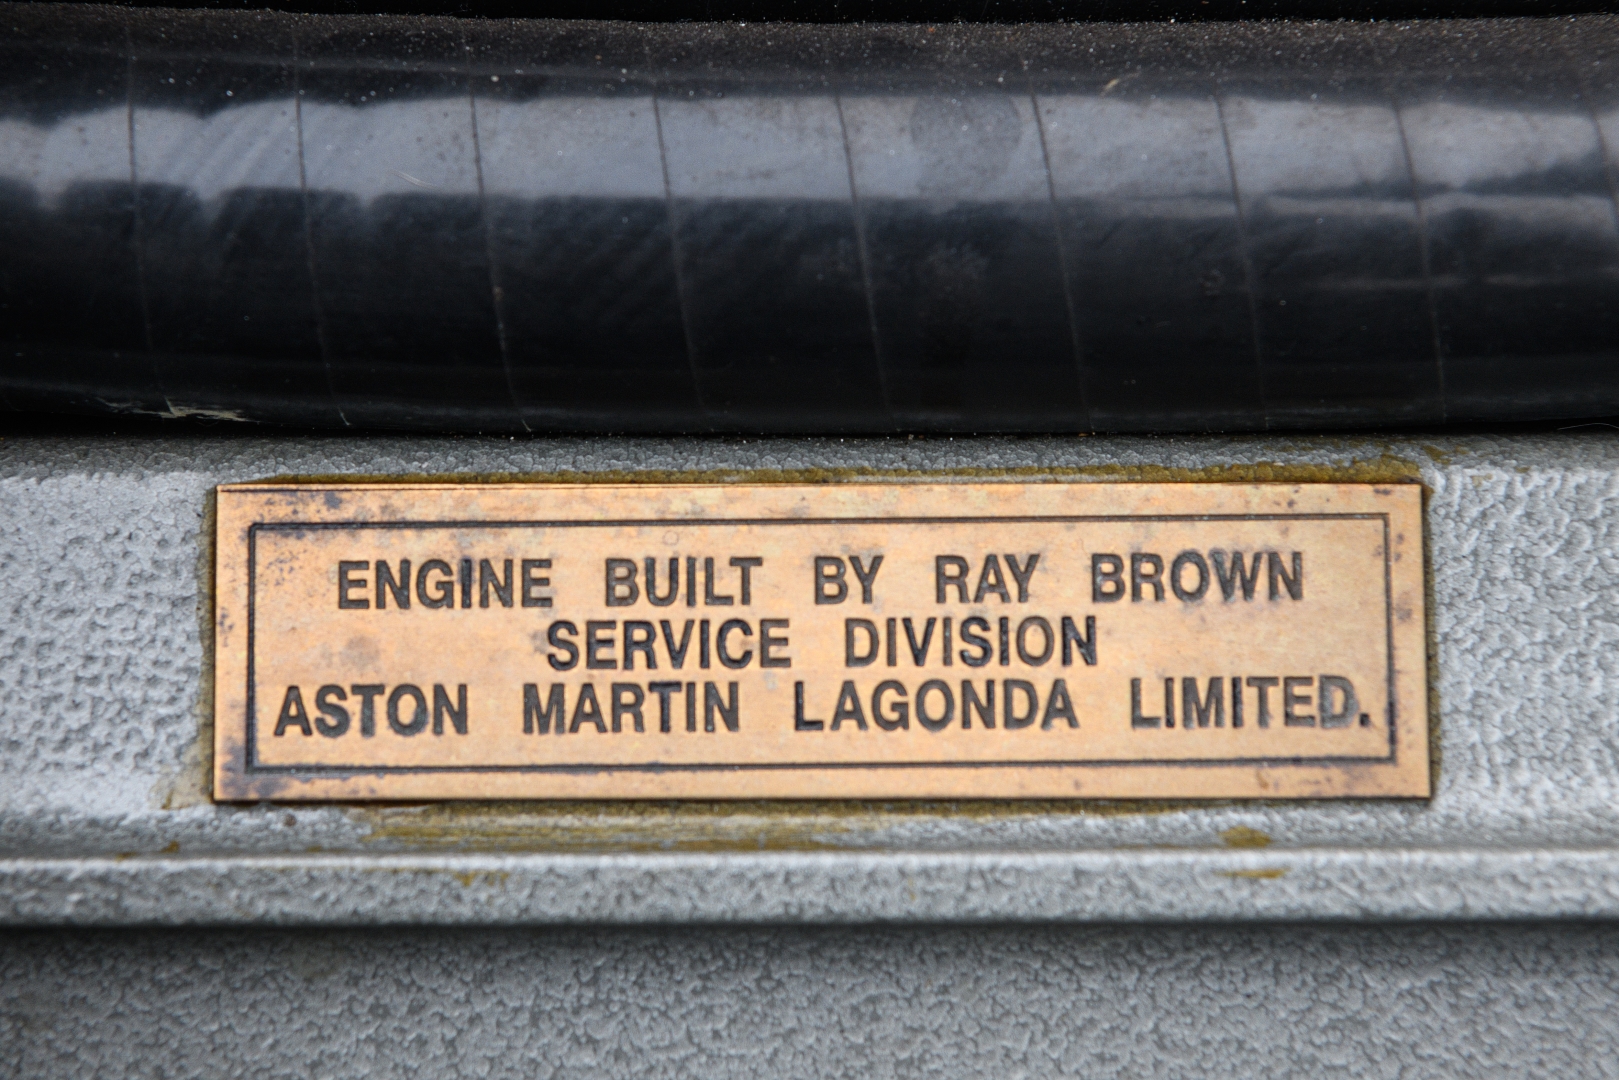 ENGINE BUILT BY RAY BROWN
SERVICE DIVISION
ASTON MARTIN LAGONDA LIMITED.